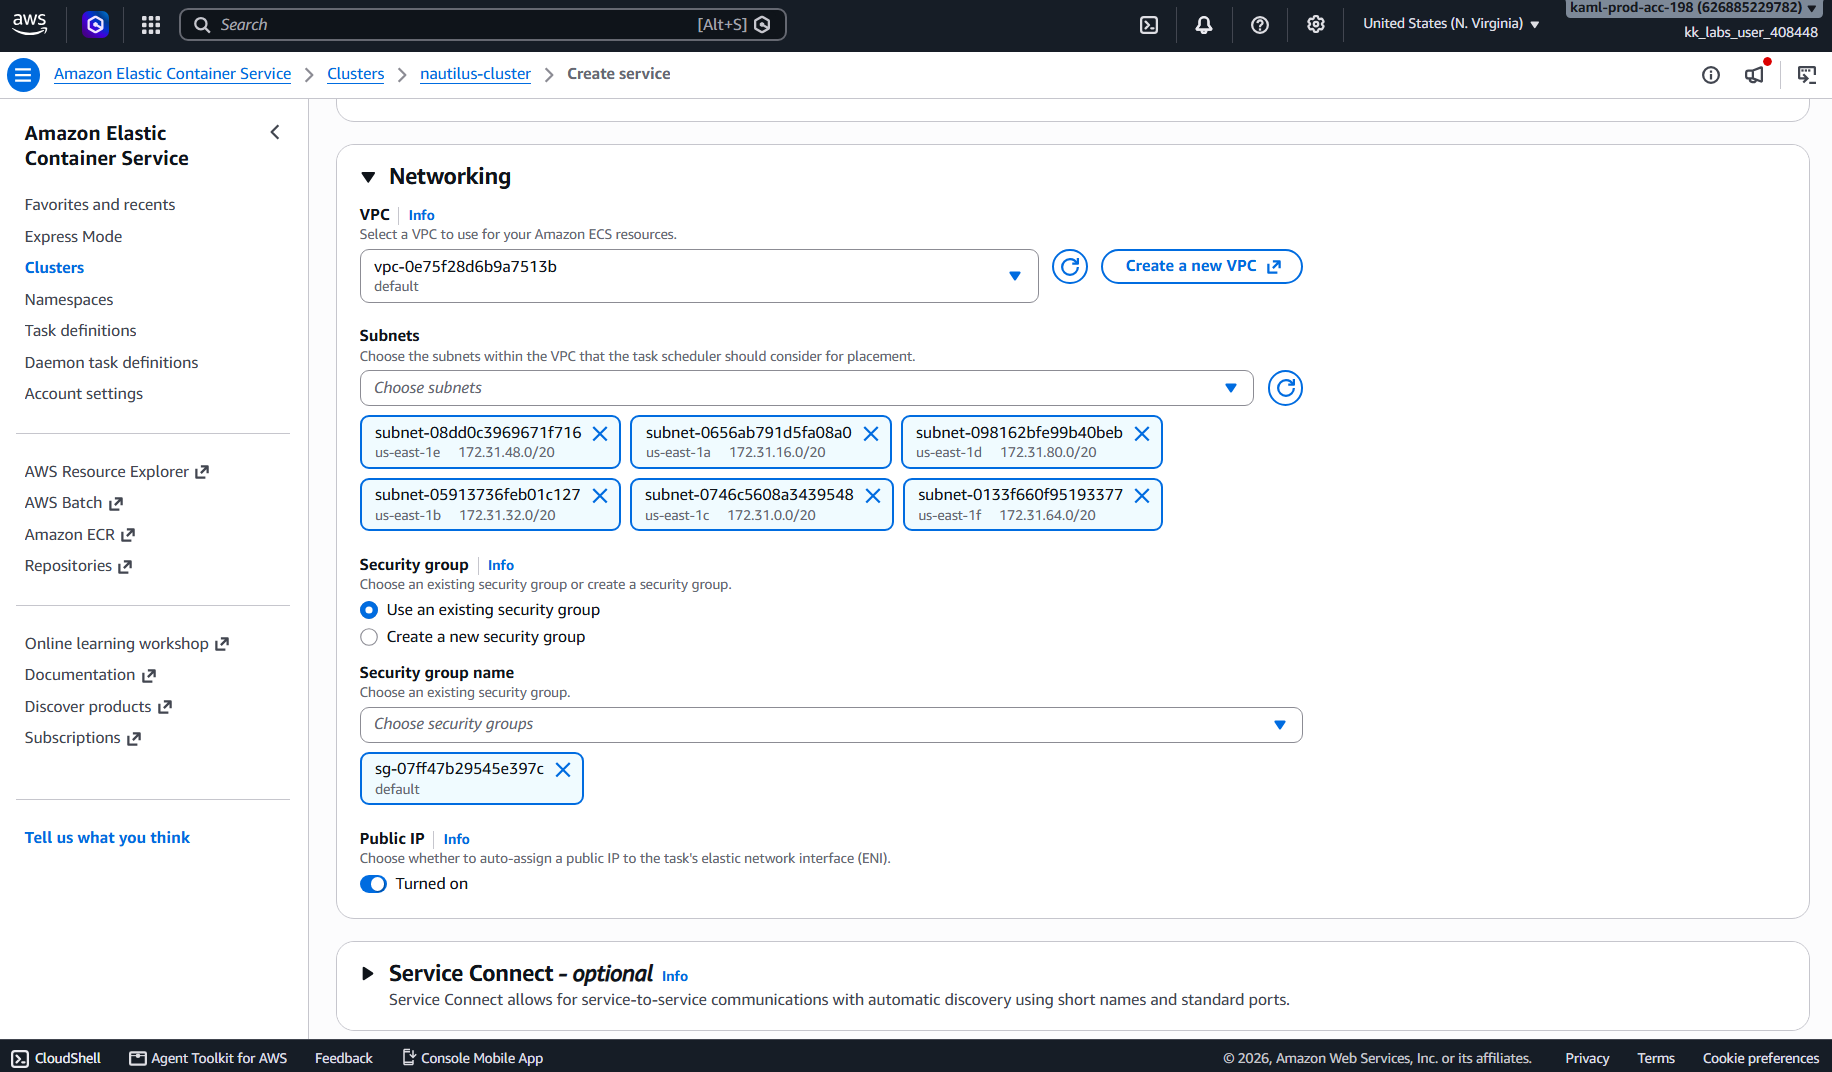 aws
Search [Alt+S]
United States (N. Virginia)
kaml-prod-acc-198 (626885229782)
kk_labs_user_408448
Amazon Elastic Container Service > Clusters > nautilus-cluster > Create service
Amazon Elastic
Container Service
Favorites and recents
Express Mode
Clusters
Namespaces
Task definitions
Daemon task definitions
Account settings
AWS Resource Explorer
AWS Batch
Amazon ECR
Repositories
Online learning workshop
Documentation
Discover products
Subscriptions
Tell us what you think
Networking
VPC Info
Select a VPC to use for your Amazon ECS resources.
vpc-0e75f28d6b9a7513b
default
Create a new VPC
Subnets
Choose the subnets within the VPC that the task scheduler should consider for placement.
Choose subnets
subnet-08dd0c3969671f716
us-east-1e 172.31.48.0/20
subnet-0656ab791d5fa08a0
us-east-1a 172.31.16.0/20
subnet-098162bfe99b40beb
us-east-1d 172.31.80.0/20
subnet-05913736feb01c127
us-east-1b 172.31.32.0/20
subnet-0746c5608a3439548
us-east-1c 172.31.0.0/20
subnet-0133f660f95193377
us-east-1f 172.31.64.0/20
Security group Info
Choose an existing security group or create a security group.
Use an existing security group
Create a new security group
Security group name
Choose an existing security group.
Choose security groups
sg-07ff47b29545e397c
default
Public IP Info
Choose whether to auto-assign a public IP to the task's elastic network interface (ENI).
Turned on
Service Connect - optional Info
Service Connect allows for service-to-service communications with automatic discovery using short names and standard ports.
CloudShell Agent Toolkit for AWS Feedback Console Mobile App © 2026, Amazon Web Services, Inc. or its affiliates. Privacy Terms Cookie preferences